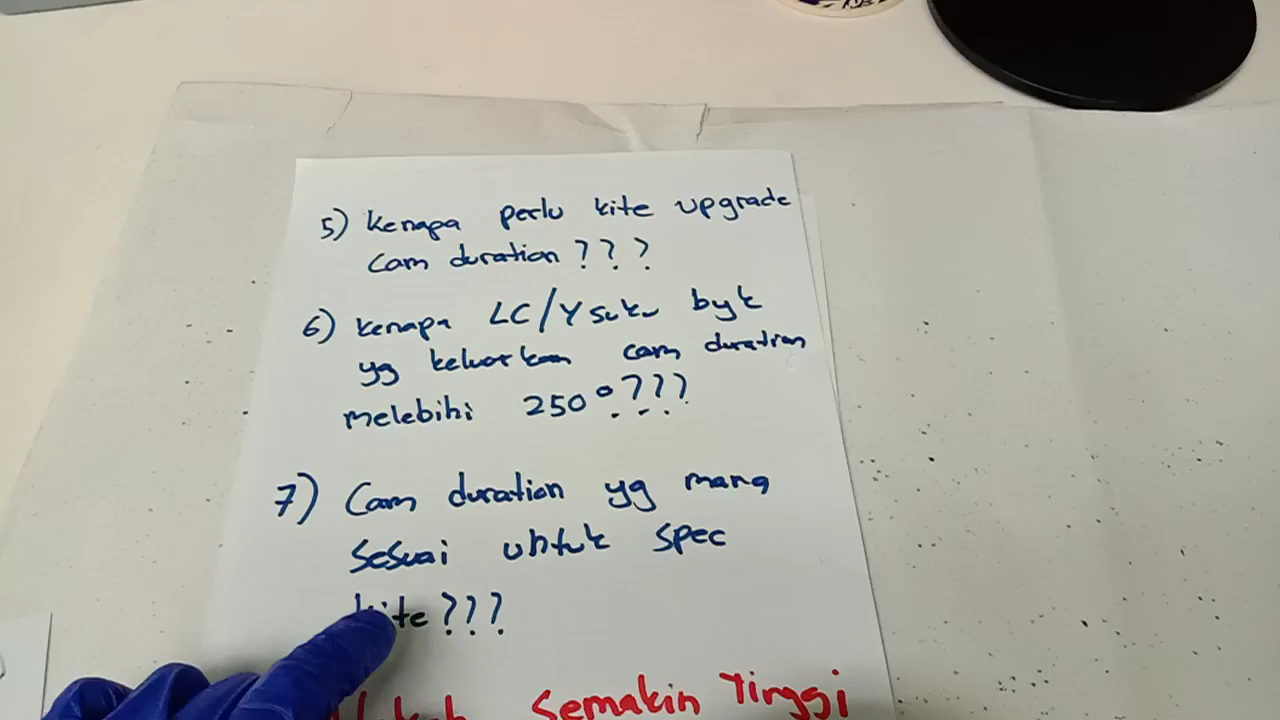 5) Kenapa perlu kite upgrade
cam duration ???
6) kenapa LC/Y suku byk
yg keluarkan cam duration
melebihi 250°???
7) Cam duration yg mana
sesuai untuk spec
kite???
semakin Tinggi